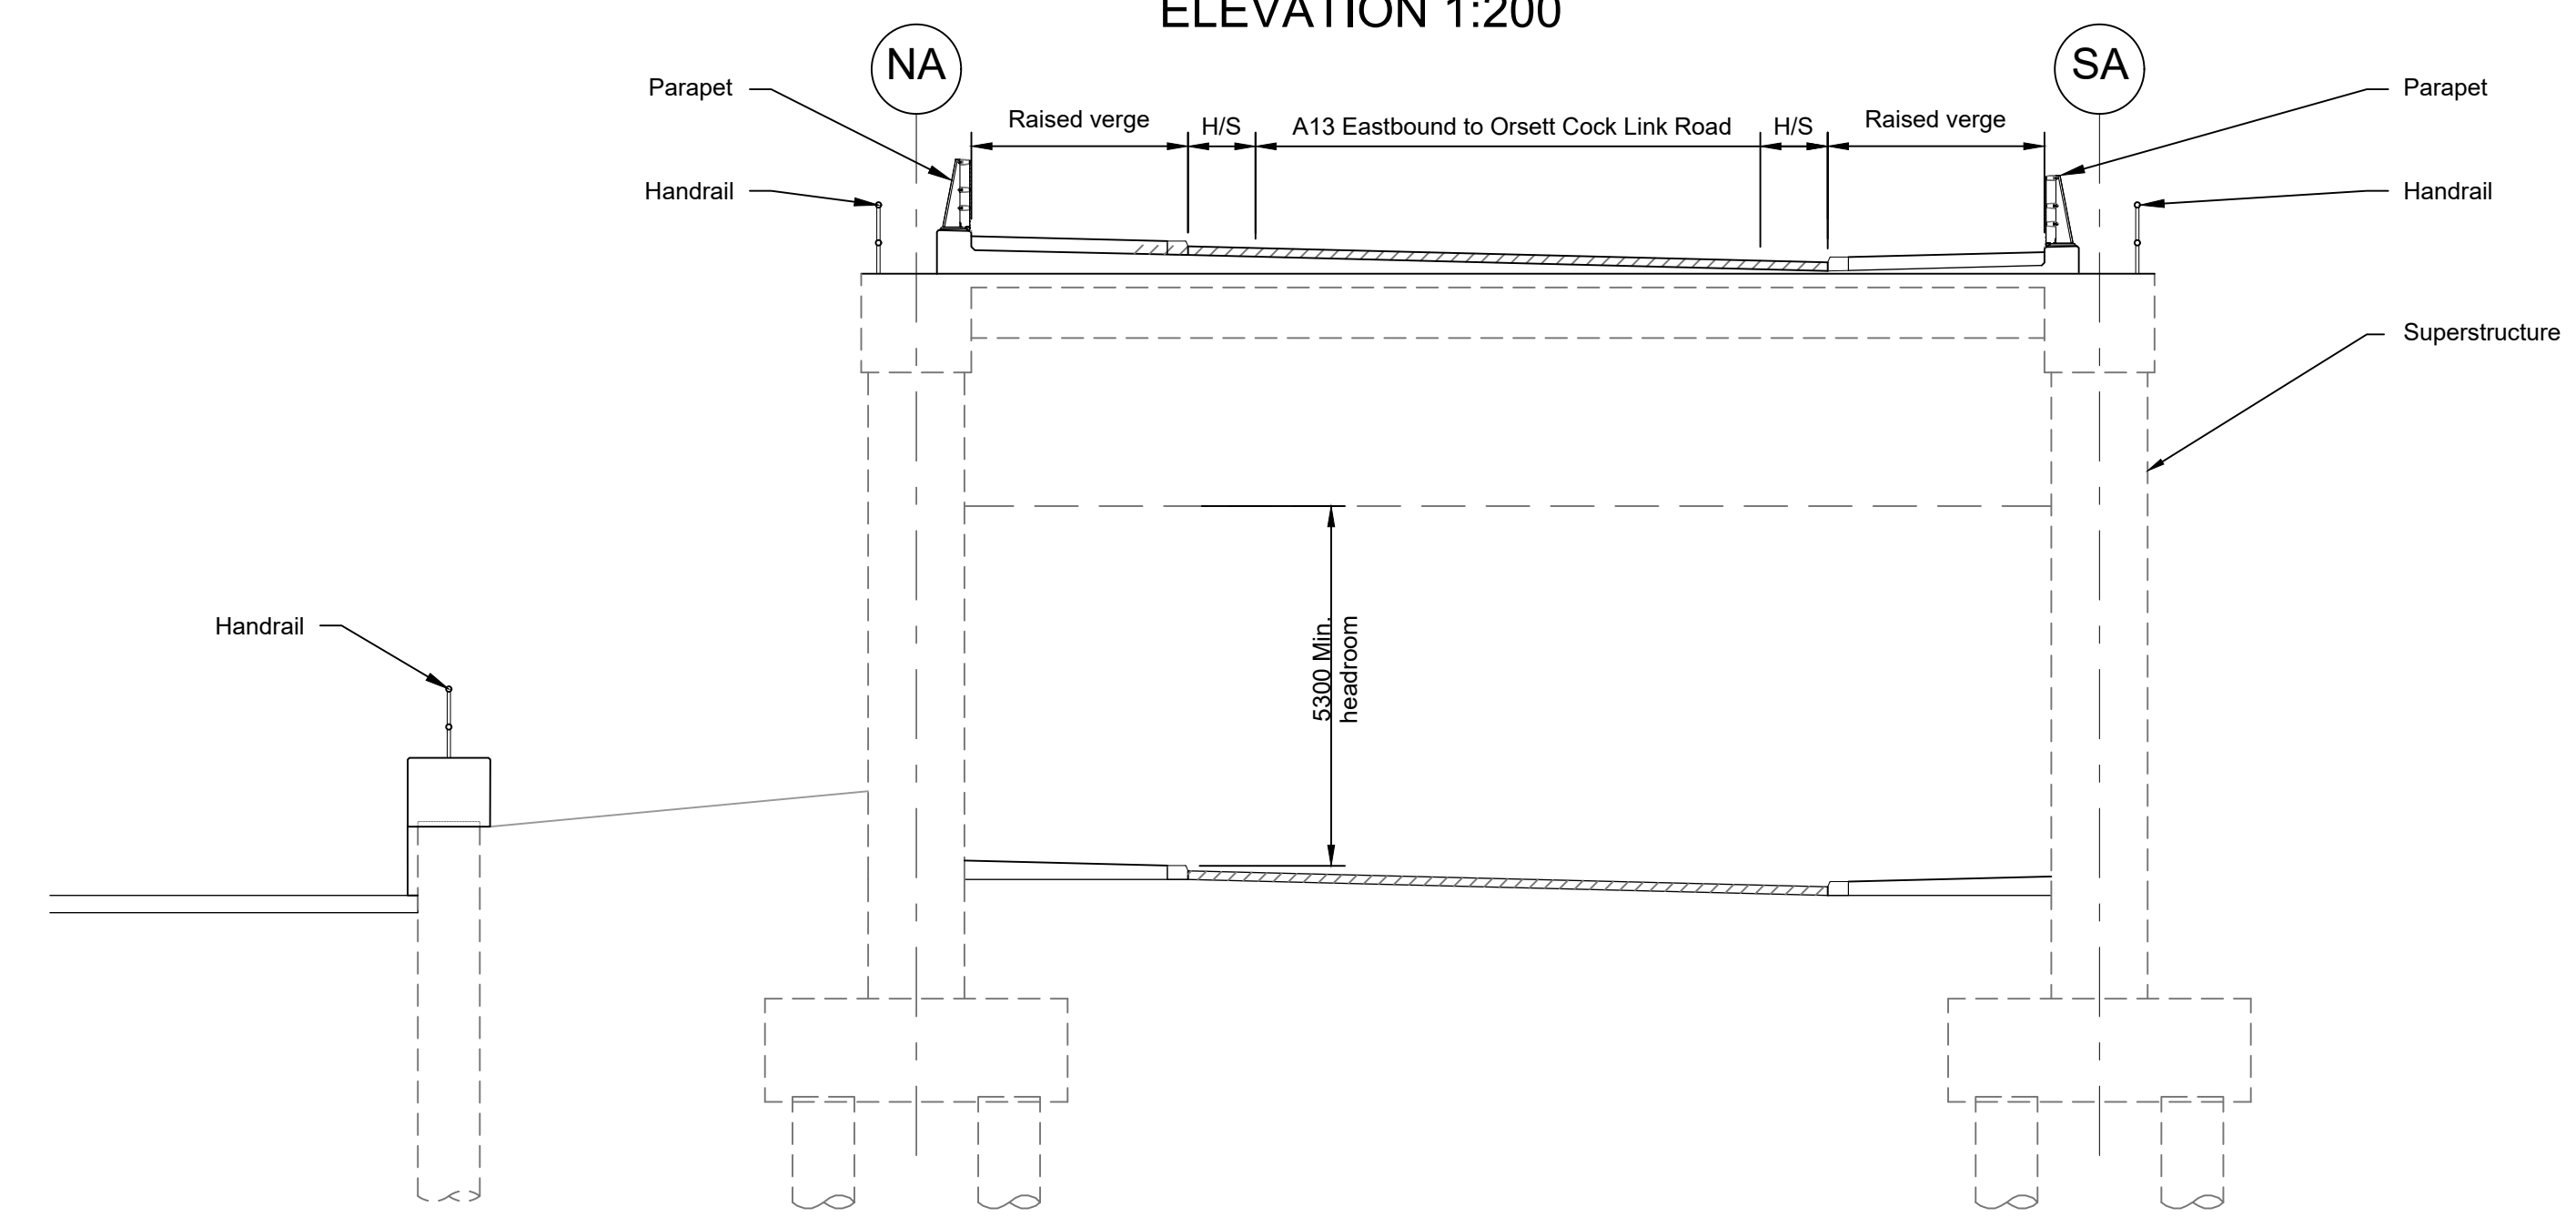 ELEVATION 1:200
NA
SA
Parapet
Parapet
Raised verge
H/S
A13 Eastbound to Orsett Cock Link Road
H/S
Raised verge
Handrail
Handrail
Superstructure
5300 Min.
headroom
Handrail